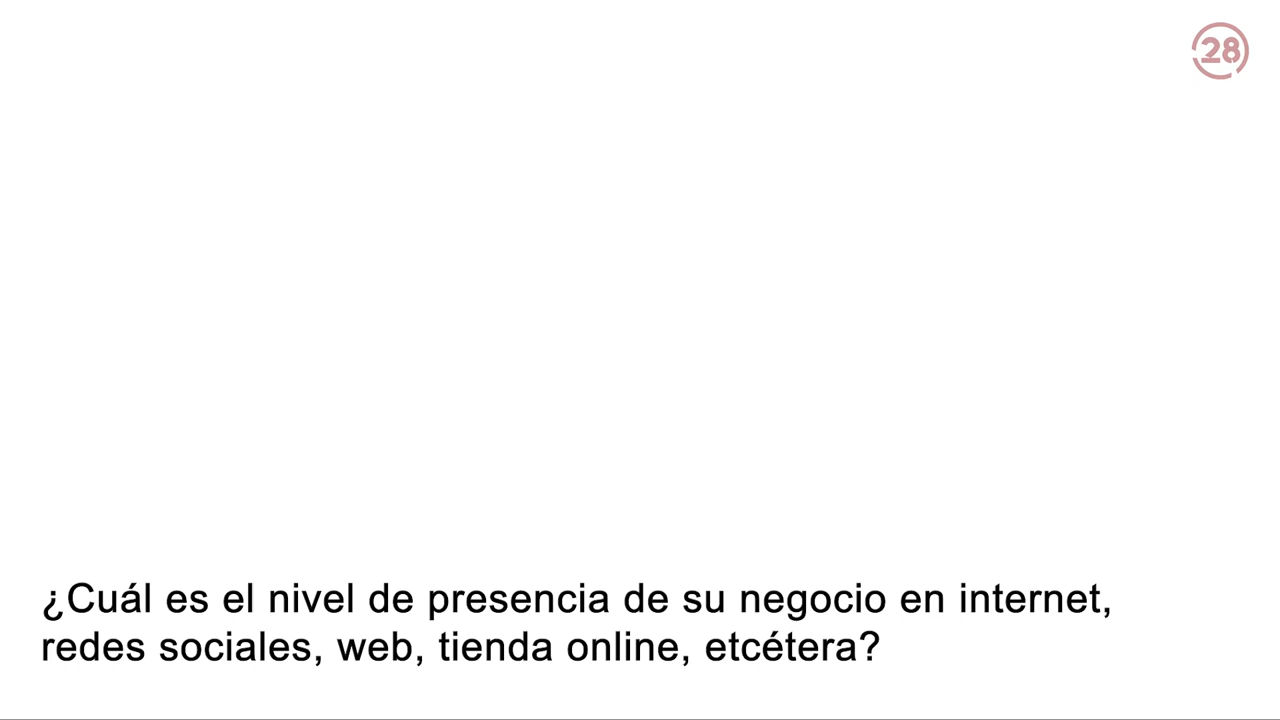 28
¿Cuál es el nivel de presencia de su negocio en internet,
redes sociales, web, tienda online, etcétera?